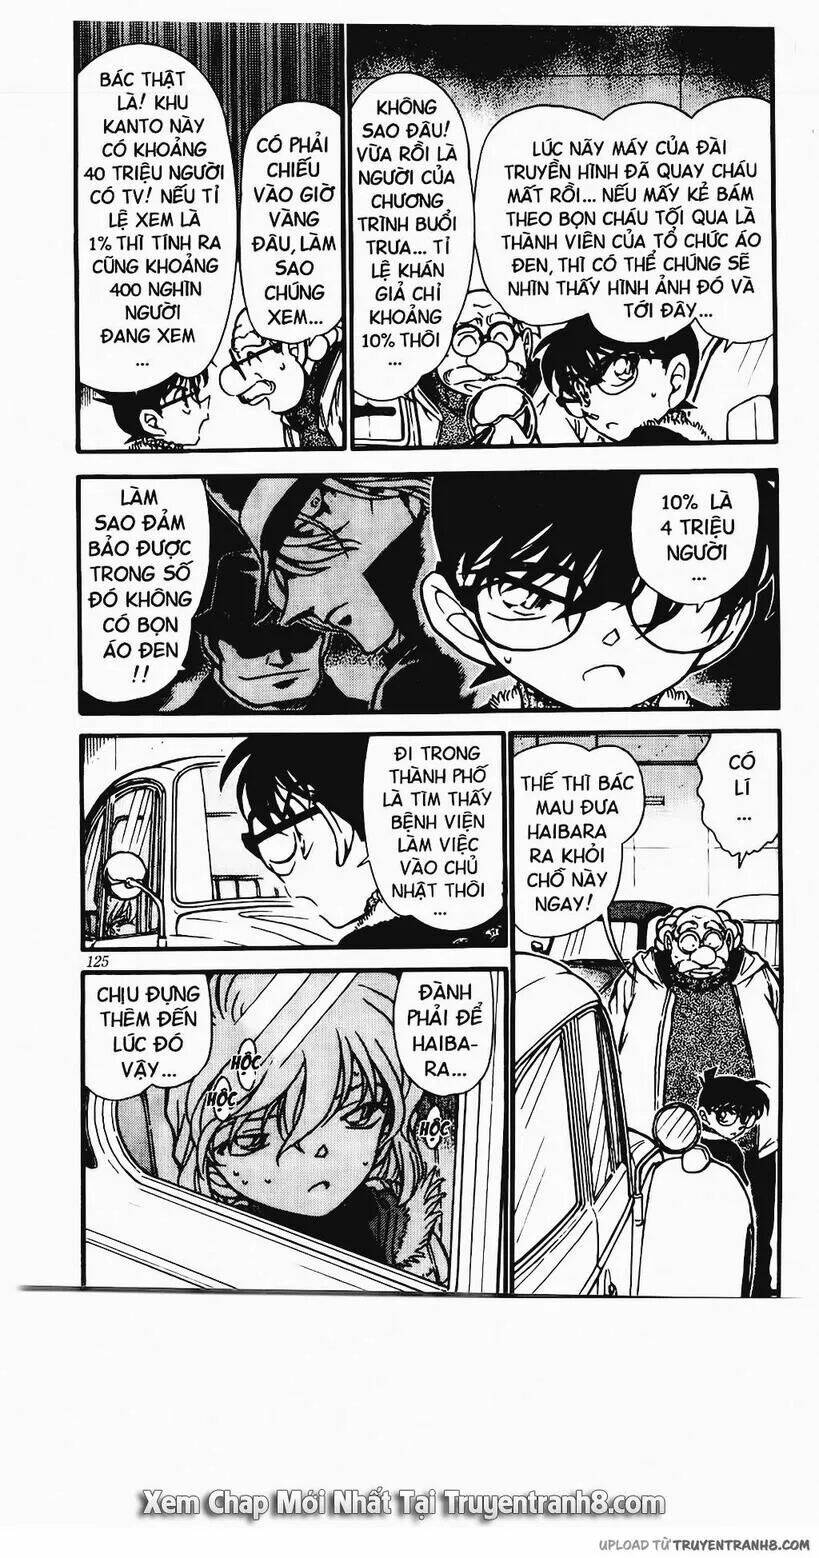 LÚC NÃY MÁY CỦA ĐÀI
TRUYỀN HÌNH ĐÃ QUAY CHÁU
MẤT RỒI... NẾU MẤY KẺ BÁM
THEO BỌN CHÁU TỐI QUA LÀ
THÀNH VIÊN CỦA TỔ CHỨC ÁO
ĐEN, THÌ CÓ THỂ CHÚNG SẼ
NHÌN THẤY HÌNH ẢNH ĐÓ VÀ
TỚI ĐÂY...
KHÔNG
SAO ĐÂU!
VỪA RỒI LÀ
NGƯỜI CỦA
CHƯƠNG
TRÌNH BUỔI
TRƯA... TỈ
LỆ KHÁN
GIẢ CHỈ
KHOẢNG
10% THÔI
CÓ PHẢI
CHIẾU
VÀO GIỜ
VÀNG
ĐÂU, LÀM
SAO
CHÚNG
XEM...
BÁC THẬT
LÀ! KHU
KANTO NÀY
CÓ KHOẢNG
40 TRIỆU NGƯỜI
CÓ TV! NẾU TỈ
LỆ XEM LÀ
1% THÌ TÍNH RA
CŨNG KHOẢNG
400 NGHÌN
NGƯỜI
ĐANG XEM
...
10% LÀ
4 TRIỆU
NGƯỜI
...
LÀM
SAO ĐẢM
BẢO ĐƯỢC
TRONG SỐ
ĐÓ KHÔNG
CÓ BỌN
ÁO ĐEN
!!
CÓ
LÍ
...
THẾ THÌ BÁC
MAU ĐƯA
HAIBARA
RA KHỎI
CHỖ NÀY
NGAY!
ĐI TRONG
THÀNH PHỐ
LÀ TÌM THẤY
BỆNH VIỆN
LÀM VIỆC
VÀO CHỦ
NHẬT THÔI
...
125
ĐÀNH
PHẢI ĐỂ
HAIBA-
RA...
CHỊU ĐỰNG
THÊM ĐẾN
LÚC ĐÓ
VẬY...
HỘC
HỘC
HỘC
Xem Chap Mới Nhất Tại Truyentranh8.com
UPLOAD TỪ TRUYENTRANH8.COM